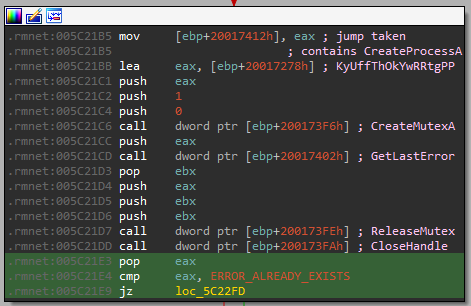 .rmnet:005C21B5 mov [ebp+20017412h], eax ; jump taken
.rmnet:005C21B5 ; contains CreateProcessA
.rmnet:005C21BB lea eax, [ebp+20017278h] ; KyUffThOkYwRRtgPP
.rmnet:005C21C1 push eax
.rmnet:005C21C2 push 1
.rmnet:005C21C4 push 0
.rmnet:005C21C6 call dword ptr [ebp+200173F6h] ; CreateMutexA
.rmnet:005C21CC push eax
.rmnet:005C21CD call dword ptr [ebp+20017402h] ; GetLastError
.rmnet:005C21D3 pop ebx
.rmnet:005C21D4 push eax
.rmnet:005C21D5 push ebx
.rmnet:005C21D6 push ebx
.rmnet:005C21D7 call dword ptr [ebp+200173FEh] ; ReleaseMutex
.rmnet:005C21DD call dword ptr [ebp+200173FAh] ; CloseHandle
.rmnet:005C21E3 pop eax
.rmnet:005C21E4 cmp eax, ERROR_ALREADY_EXISTS
.rmnet:005C21E9 jz loc_5C22FD